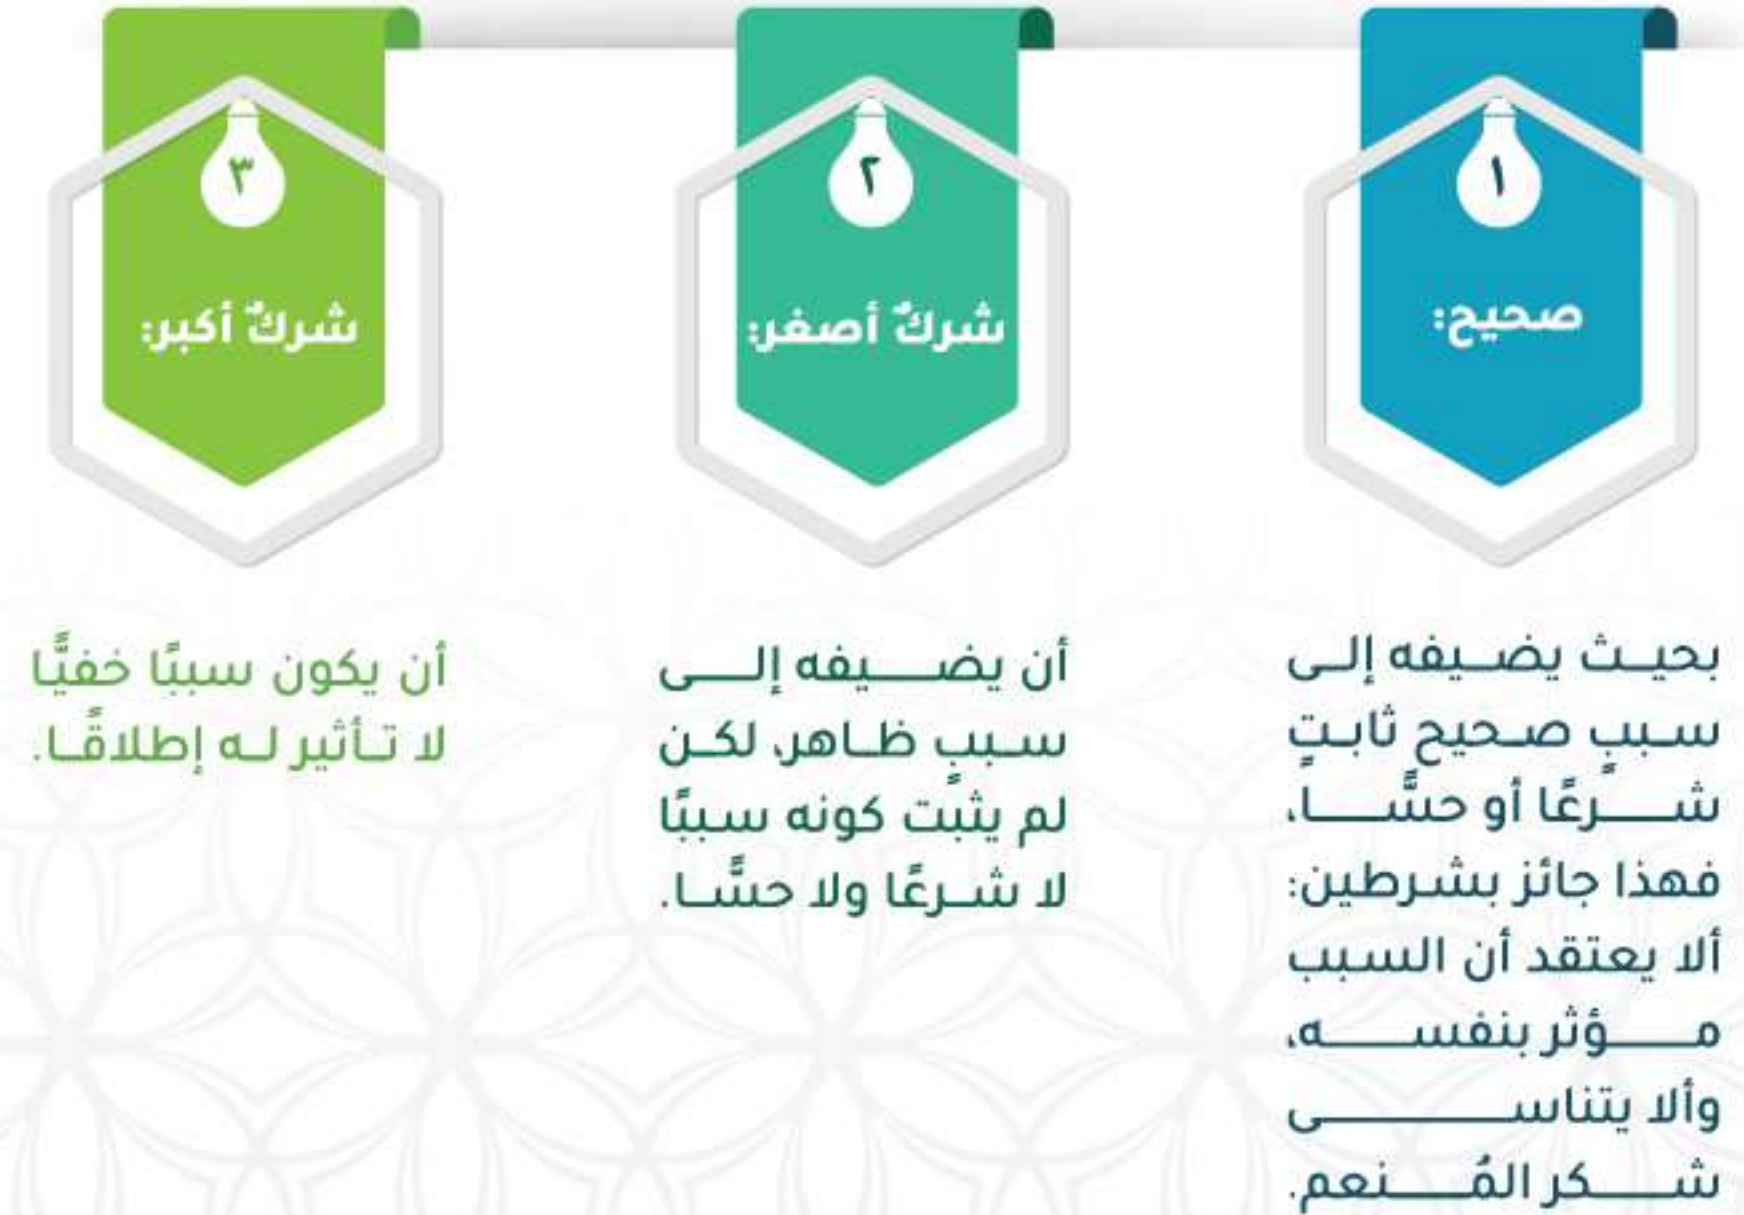 ١
صحيح:
بحيث يضيفه إلى
سببٍ صحيح ثابتٍ
شرعًا أو حسًّا،
فهذا جائز بشرطين:
ألا يعتقد أن السبب
مؤثر بنفسه،
وألا يتناسى
شكر المُنعم.
٢
شركٌ أصغر:
أن يضيفه إلى
سببٍ ظاهر، لكن
لم يثبت كونه سببًا
لا شرعًا ولا حسًّا.
٣
شركٌ أكبر:
أن يكون سببًا خفيًّا
لا تأثير له إطلاقًا.